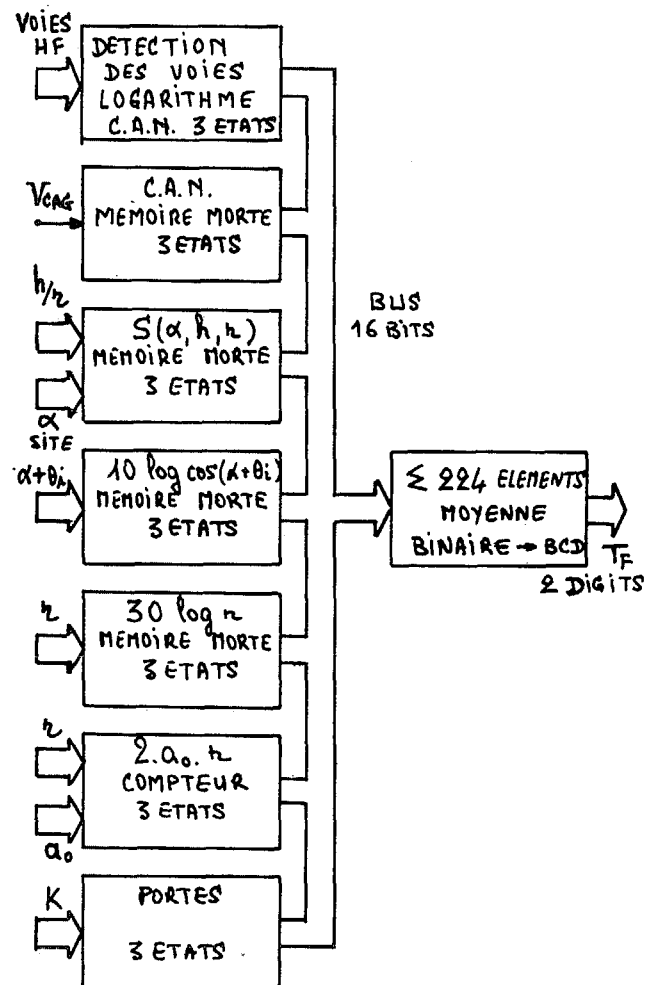 VOIES
HF
DETECTION
DES VOIES
LOGARITHME
C.A.N. 3 ETATS
VCAG
C.A.N.
MEMOIRE MORTE
3 ETATS
h/r
S(α, h, r)
MEMOIRE MORTE
3 ETATS
α
SITE
BUS
16 BITS
α+θi
10 log cos(α+θi)
MEMOIRE MORTE
3 ETATS
Σ 224 ELEMENTS
MOYENNE
BINAIRE → BCD
TF
2 DIGITS
r
30 log r
MEMOIRE MORTE
3 ETATS
r
2.a₀.r
COMPTEUR
3 ETATS
a₀
K
PORTES
3 ETATS